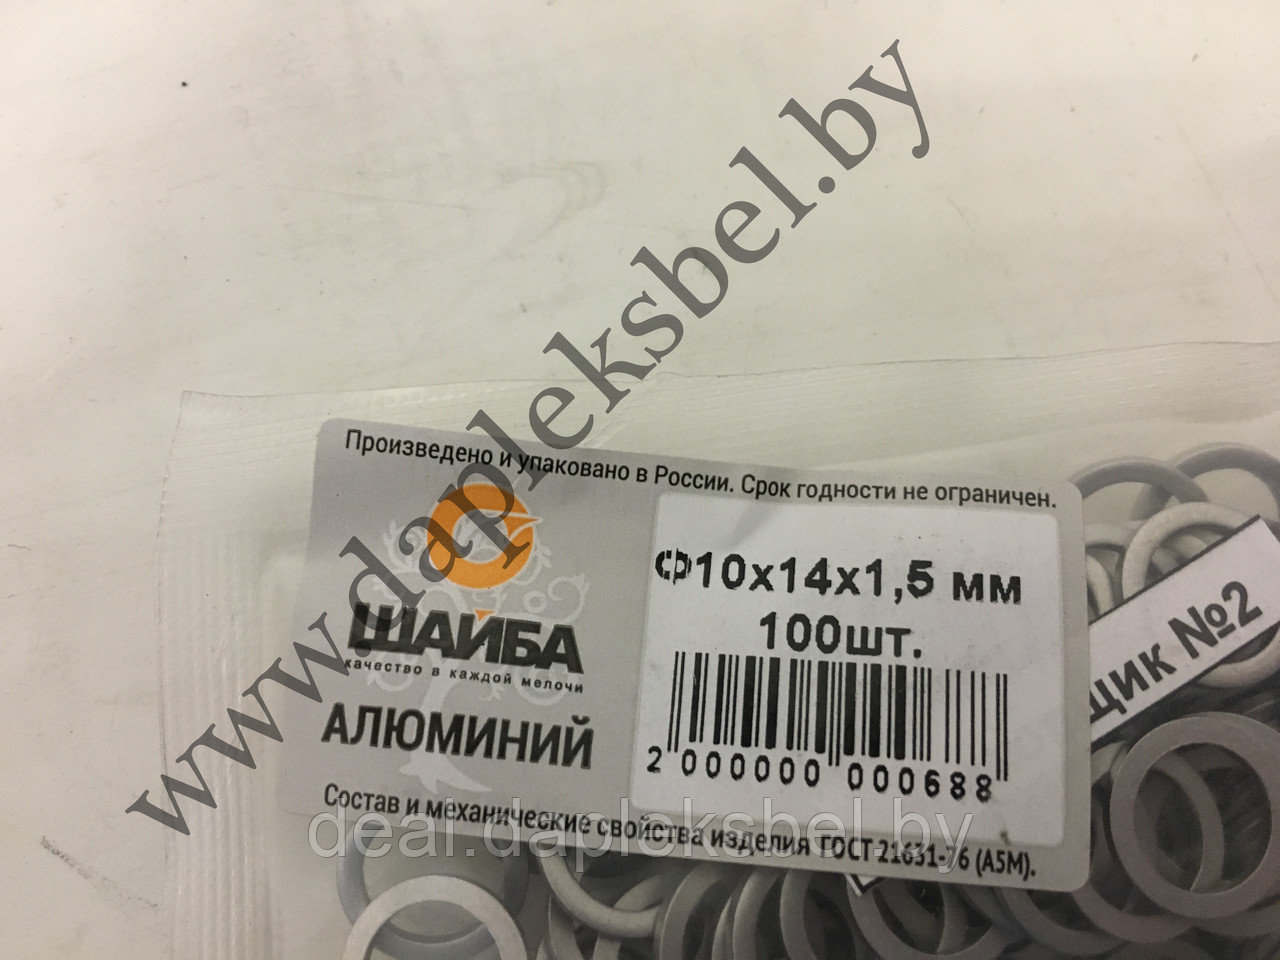 www.dapleksbel.by
Произведено и упаковано в России. Срок годности не ограничен.
ШАЙБА
качество в каждой мелочи
АЛЮМИНИЙ
Ф10х14х1,5 мм
100шт.
2 000000 000688
Состав и механические свойства изделия ГОСТ 21631-76 (А5М).
ЩИК №2
deal.dapleksbel.by